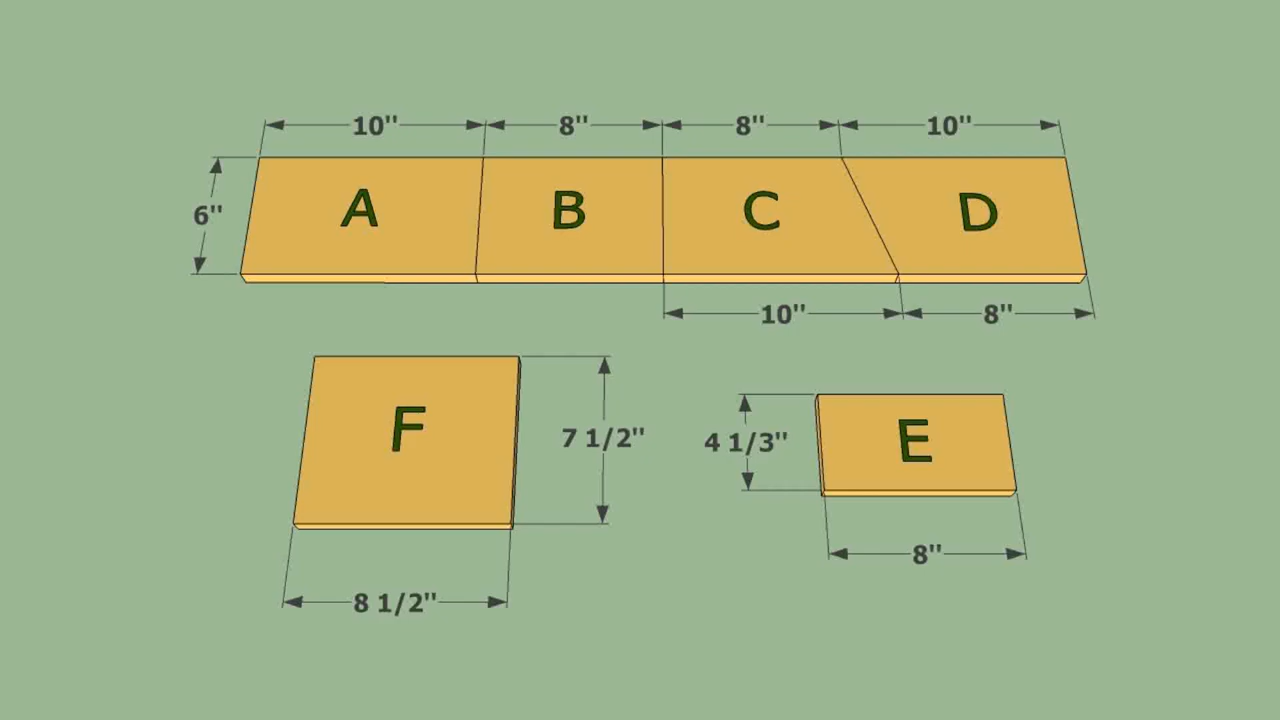 10" 8" 8" 10"
6" A B C D
10" 8"
F 7 1/2" 4 1/3" E
8"
8 1/2"